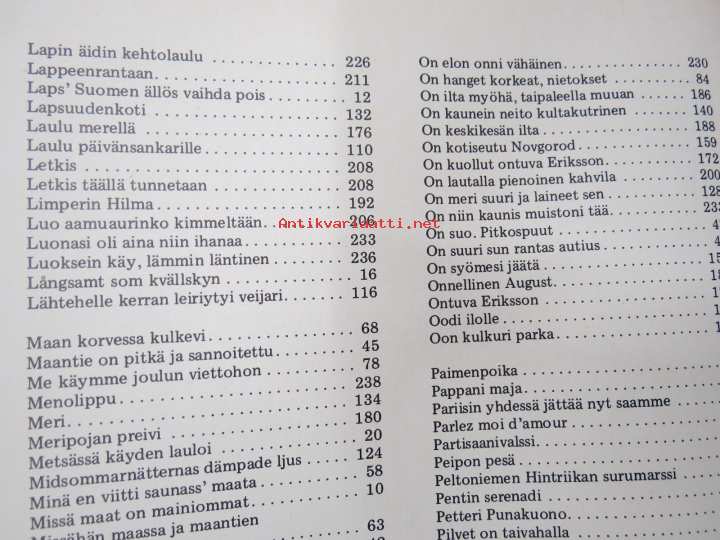 Lapin äidin kehtolaulu . . . . . . . . . . . . . . 226
Lappeenrantaan. . . . . . . . . . . . . . . . . . . 211
Laps' Suomen ällös vaihda pois . . . . . . . . 12
Lapsuudenkoti . . . . . . . . . . . . . . . . . . . . 132
Laulu merellä . . . . . . . . . . . . . . . . . . . . 176
Laulu päivänsankarille . . . . . . . . . . . . . . 110
Letkis . . . . . . . . . . . . . . . . . . . . . . . . . 208
Letkis täällä tunnetaan . . . . . . . . . . . . . 208
Limperin Hilma . . . . . . . . . . . . . . . . . . . 192
Luo aamuaurinko kimmeltään. . . . . . . . . 206
Luonasi oli aina niin ihanaa . . . . . . . . . . 233
Luoksein käy, lämmin läntinen . . . . . . . . 236
Långsamt som kvällskyn . . . . . . . . . . . . . 16
Lähtehelle kerran leiriytyi veijari. . . . . . . 116
Maan korvessa kulkevi . . . . . . . . . . . . . . 68
Maantie on pitkä ja sannoitettu . . . . . . . . 45
Me käymme joulun viettohon . . . . . . . . . 78
Menolippu. . . . . . . . . . . . . . . . . . . . . . . 238
Meri. . . . . . . . . . . . . . . . . . . . . . . . . . . 134
Meripojan preivi . . . . . . . . . . . . . . . . . . 180
Metsässä käyden lauloi . . . . . . . . . . . . . . 20
Midsommarnätternas dämpade ljus . . . . . 124
Minä en viitti saunass' maata . . . . . . . . . . 58
Missä maat on mainiommat. . . . . . . . . . . 10
maassa ja maantien
63
On elon onni vähäinen. . . . . . . . . . . . . . . 230
On hanget korkeat, nietokset . . . . . . . . . . 84
On ilta myöhä, taipaleella muuan . . . . . . 186
On kaunein neito kultakutrinen . . . . . . . . 140
On keskikesän ilta . . . . . . . . . . . . . . . . . 188
On kotiseutu Novgorod . . . . . . . . . . . . . . 159
On kuollut ontuva Eriksson. . . . . . . . . . . 172
On lautalla pienoinen kahvila . . . . . . . . . 200
On meri suuri ja laineet sen . . . . . . . . . . 128
On niin kaunis muistoni tää. . . . . . . . . . . 233
On suo. Pitkospuut . . . . . . . . . . . . . . . . .
On suuri sun rantas autius . . . . . . . . . . .
On syömesi jäätä . . . . . . . . . . . . . . . . . .
Onnellinen August. . . . . . . . . . . . . . . . . .
Ontuva Eriksson . . . . . . . . . . . . . . . . . . .
Oodi ilolle . . . . . . . . . . . . . . . . . . . . . . .
Oon kulkuri parka . . . . . . . . . . . . . . . . . .
Paimenpoika . . . . . . . . . . . . . . . . . . . . .
Pappani maja. . . . . . . . . . . . . . . . . . . . .
Pariisin yhdessä jättää nyt saamme . . . . .
Parlez moi d'amour . . . . . . . . . . . . . . . . .
Partisaanivalssi. . . . . . . . . . . . . . . . . . . .
Peipon pesä . . . . . . . . . . . . . . . . . . . . . .
Peltoniemen Hintriikan surumarssi . . . . . .
Pentin serenadi . . . . . . . . . . . . . . . . . . . .
Petteri Punakuono. . . . . . . . . . . . . . . . . .
Pilvet on taivahalla . . . . . . . . . . . . . . . . .
Antikvariaatti.net